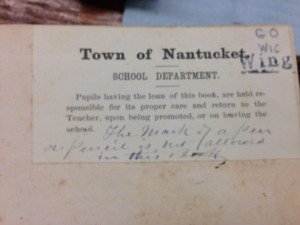 GO
WIG
Wing
Town of Nantucket.
SCHOOL DEPARTMENT.
Pupils having the loan of this book, are held re-
sponsible for its proper care and return to the
Teacher, upon being promoted, or on leaving the
school. The mark of a pen
or pencil is not allowed
in this book